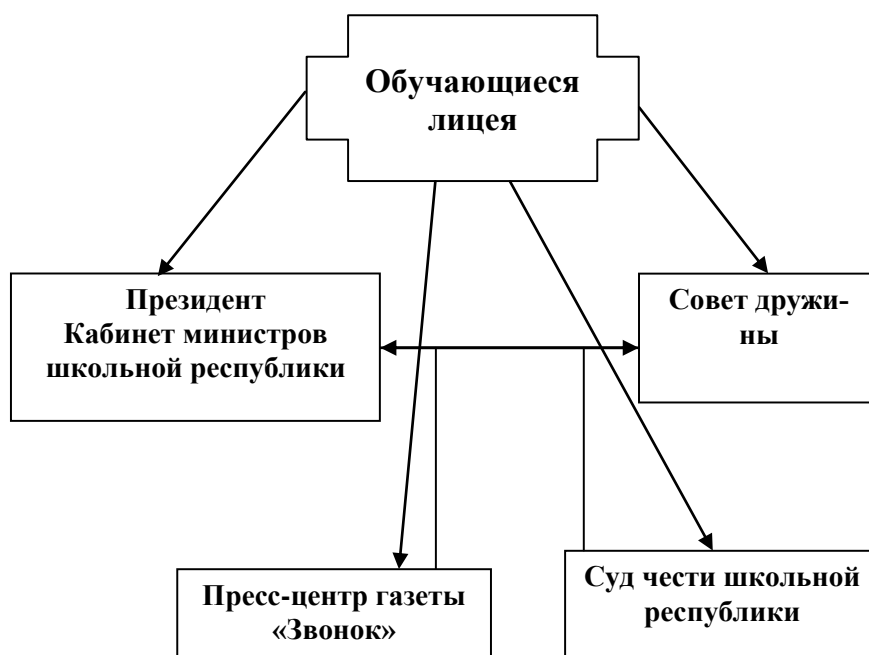 Обучающиеся
лицея
Президент
Кабинет министров
школьной республики
Совет дружи-
ны
Пресс-центр газеты
«Звонок»
Суд чести школьной
республики